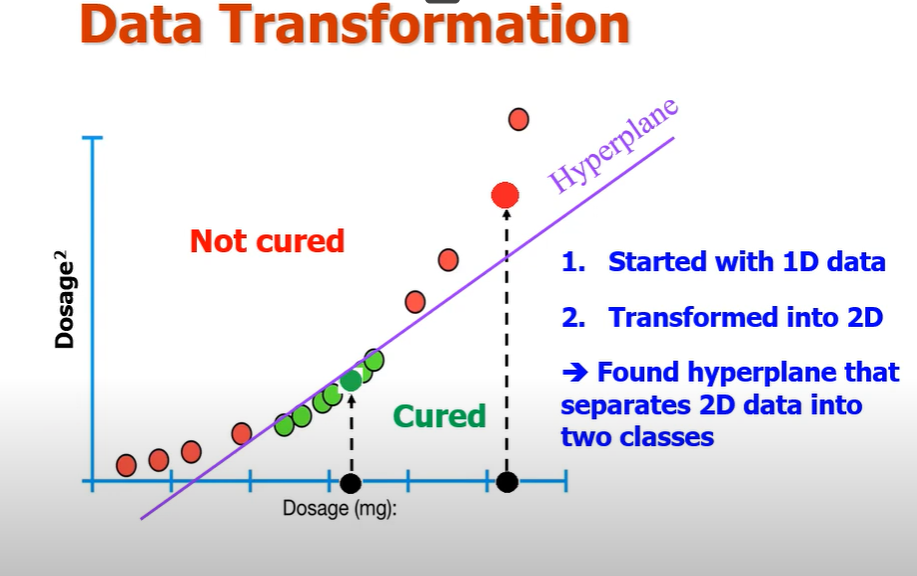 Data Transformation
Hyperplane
Not cured
Dosage²
1. Started with 1D data
2. Transformed into 2D
➔ Found hyperplane that
separates 2D data into
two classes
Cured
Dosage (mg):